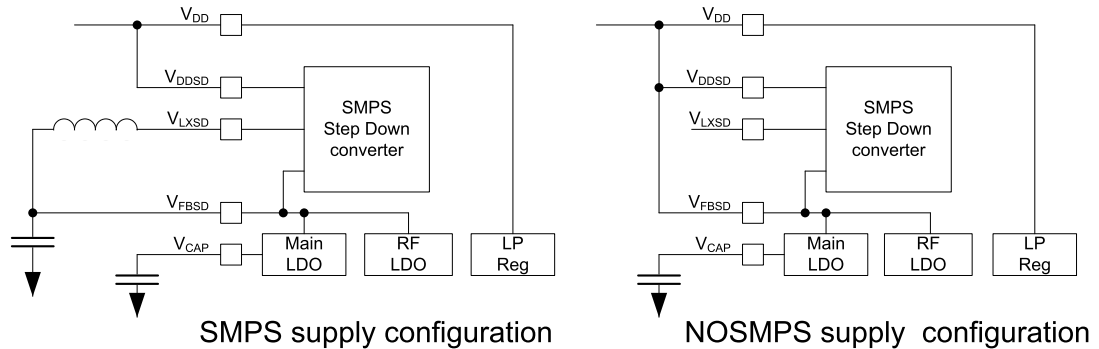 VDD
VDDSD
VLXSD
SMPS
Step Down
converter
VFBSD
VCAP
Main
LDO
RF
LDO
LP
Reg
SMPS supply configuration
VDD
VDDSD
VLXSD
SMPS
Step Down
converter
VFBSD
VCAP
Main
LDO
RF
LDO
LP
Reg
NOSMPS supply configuration